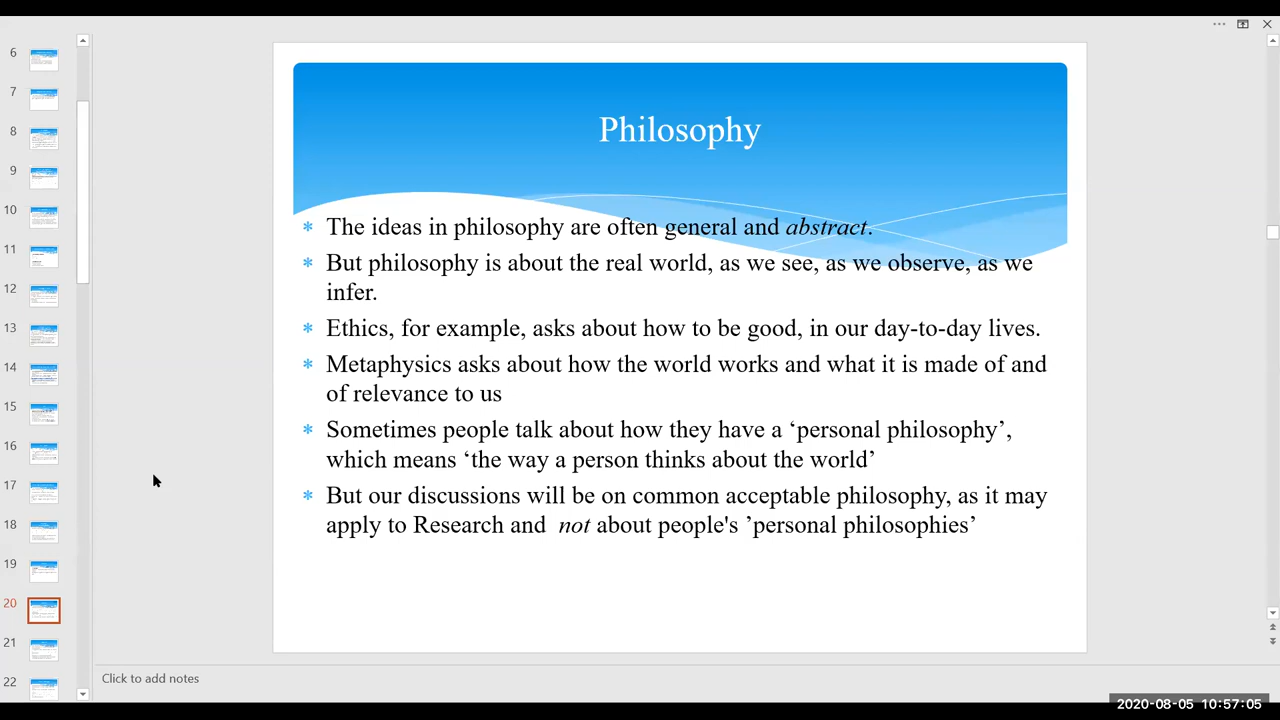 Philosophy
The ideas in philosophy are often general and abstract.
But philosophy is about the real world, as we see, as we observe, as we
infer.
Ethics, for example, asks about how to be good, in our day-to-day lives.
Metaphysics asks about how the world works and what it is made of and
of relevance to us
Sometimes people talk about how they have a ‘personal philosophy’,
which means ‘the way a person thinks about the world’
But our discussions will be on common acceptable philosophy, as it may
apply to Research and not about people's ’personal philosophies’
6
7
8
9
10
11
12
13
14
15
16
17
18
19
20
21
22
Click to add notes
2020-08-05 10:57:05